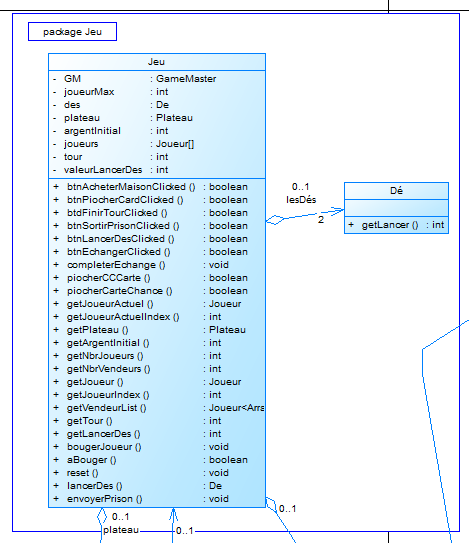 package Jeu
Jeu
- GM : GameMaster
- joueurMax : int
- des : De
- plateau : Plateau
- argentInitial : int
- joueurs : Joueur[]
- tour : int
- valeurLancerDes : int
+ btnAcheterMaisonClicked () : boolean
+ btnPiocherCardClicked () : boolean
+ btdFinirTourClicked () : boolean
+ btnSortirPrisonClicked () : boolean
+ btnLancerDesClicked () : boolean
+ btnEchangerClicked () : boolean
+ completerEchange () : void
+ piocherCCCarte () : boolean
+ piocherCarteChance () : boolean
+ getJoueurActuel () : Joueur
+ getJoueurActuelIndex () : int
+ getPlateau () : Plateau
+ getArgentInitial () : int
+ getNbrJoueurs () : int
+ getNbrVendeurs () : int
+ getJoueur () : Joueur
+ getJoueurIndex () : int
+ getVendeurList () : Joueur<Arra
+ getTour () : int
+ getLancerDes () : int
+ bougerJoueur () : void
+ aBouger () : boolean
+ reset () : void
+ lancerDes () : De
+ envoyerPrison () : void
0..1
lesDés
2
Dé
+ getLancer () : int
0..1
0..1
plateau
0..1